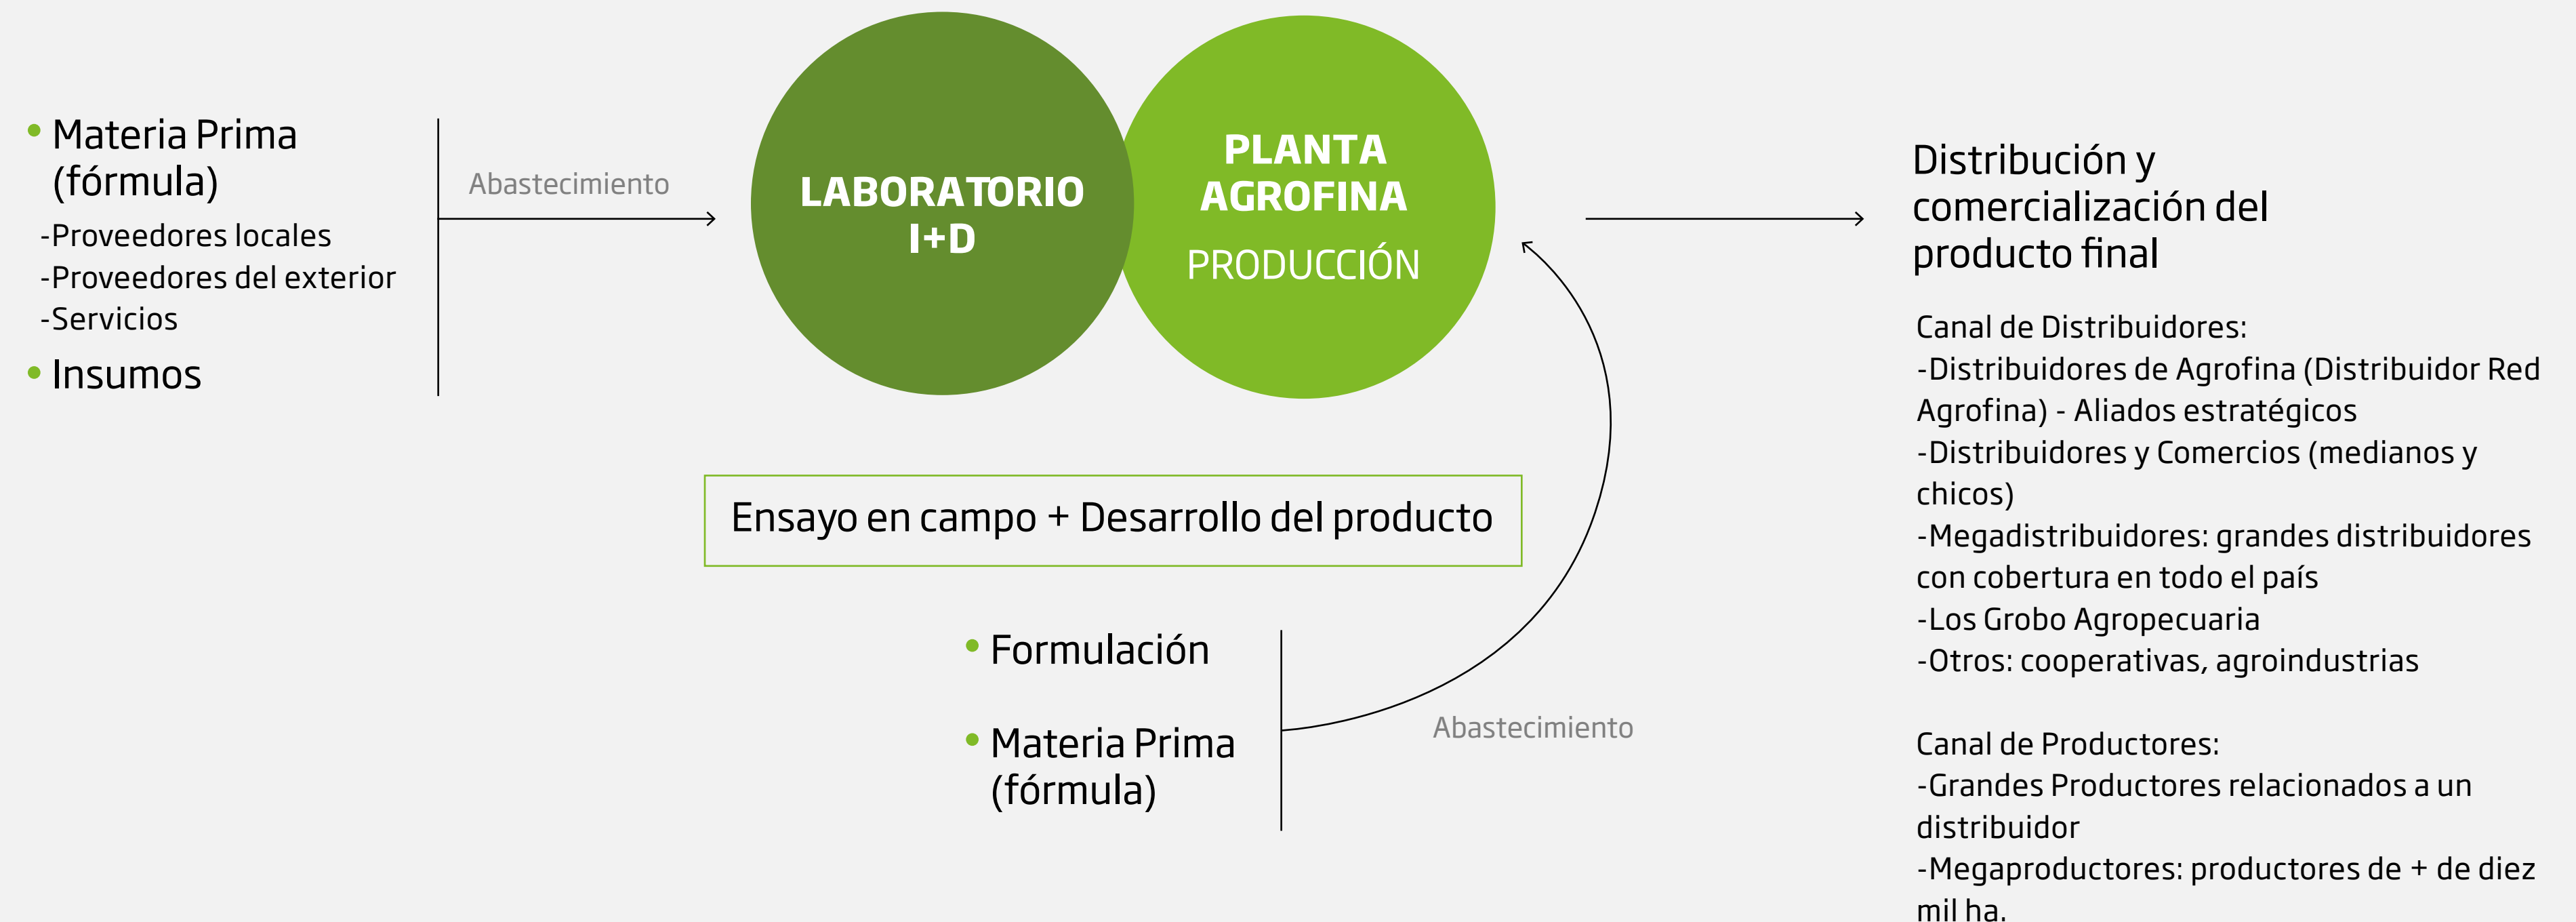 • Materia Prima
(fórmula)
-Proveedores locales
-Proveedores del exterior
-Servicios
• Insumos
Abastecimiento
LABORATORIO
I+D
PLANTA
AGROFINA
PRODUCCIÓN
Ensayo en campo + Desarrollo del producto
• Formulación
• Materia Prima
(fórmula)
Abastecimiento
Distribución y
comercialización del
producto final
Canal de Distribuidores:
-Distribuidores de Agrofina (Distribuidor Red
Agrofina) - Aliados estratégicos
-Distribuidores y Comercios (medianos y
chicos)
-Megadistribuidores: grandes distribuidores
con cobertura en todo el país
-Los Grobo Agropecuaria
-Otros: cooperativas, agroindustrias
Canal de Productores:
-Grandes Productores relacionados a un
distribuidor
-Megaproductores: productores de + de diez
mil ha.